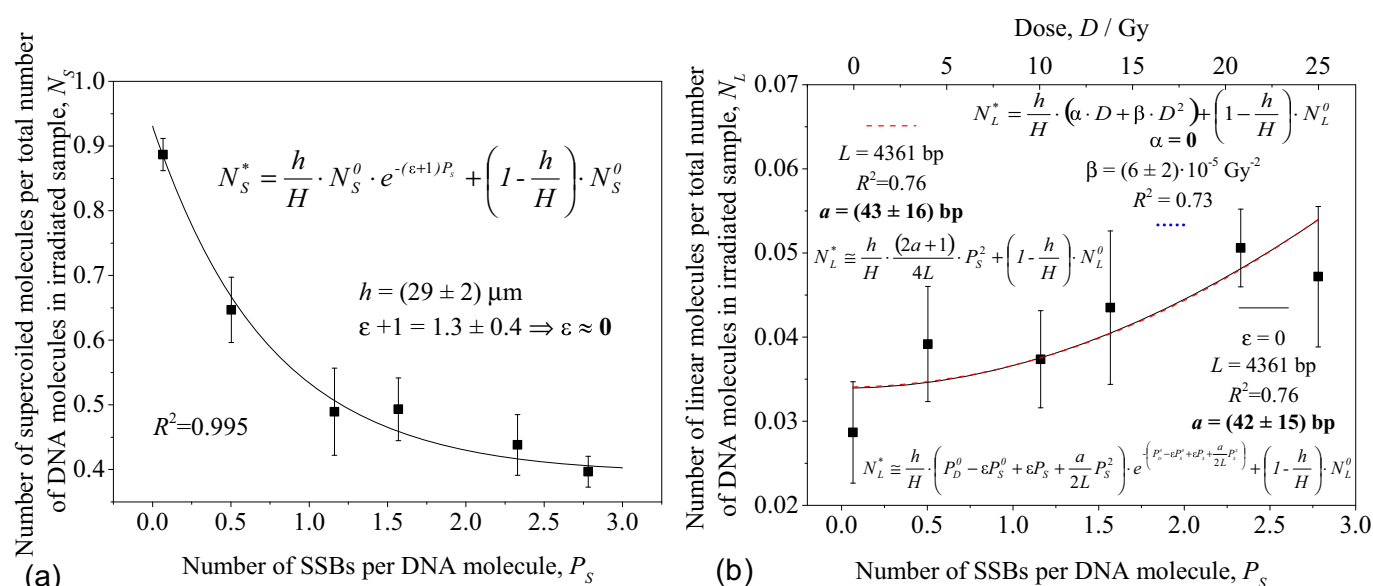 Number of supercoiled molecules per total number
of DNA molecules in irradiated sample, N_S
1.0
0.9
0.8
0.7
0.6
0.5
0.4
N_S^* = h/H · N_S^0 · e^{-(ε+1)P_S} + (1 - h/H) · N_S^0
h = (29 ± 2) μm
ε +1 = 1.3 ± 0.4 ⇒ ε ≈ 0
R²=0.995
0.0 0.5 1.0 1.5 2.0 2.5 3.0
Number of SSBs per DNA molecule, P_S
(a)
Dose, D / Gy
0 5 10 15 20 25
Number of linear molecules per total number
of DNA molecules in irradiated sample, N_L
0.07
0.06
0.05
0.04
0.03
0.02
N_L^* = h/H · (α · D + β · D²) + (1 − h/H) · N_L^0
α = 0
β = (6 ± 2)·10⁻⁵ Gy⁻²
R² = 0.73
L = 4361 bp
R²=0.76
a = (43 ± 16) bp
N_L^* ≅ h/H · (2a+1)/4L · P_S² + (1 - h/H) · N_L^0
ε = 0
L = 4361 bp
R²=0.76
a = (42 ± 15) bp
N_L^* ≅ h/H · (P_D^0 − εP_S^0 + εP_S + a/2L P_S²) · e^{-(P_D^0 − εP_S^0 + εP_S + a/2L P_S²)} + (1 - h/H) · N_L^0
0.0 0.5 1.0 1.5 2.0 2.5 3.0
Number of SSBs per DNA molecule, P_S
(b)